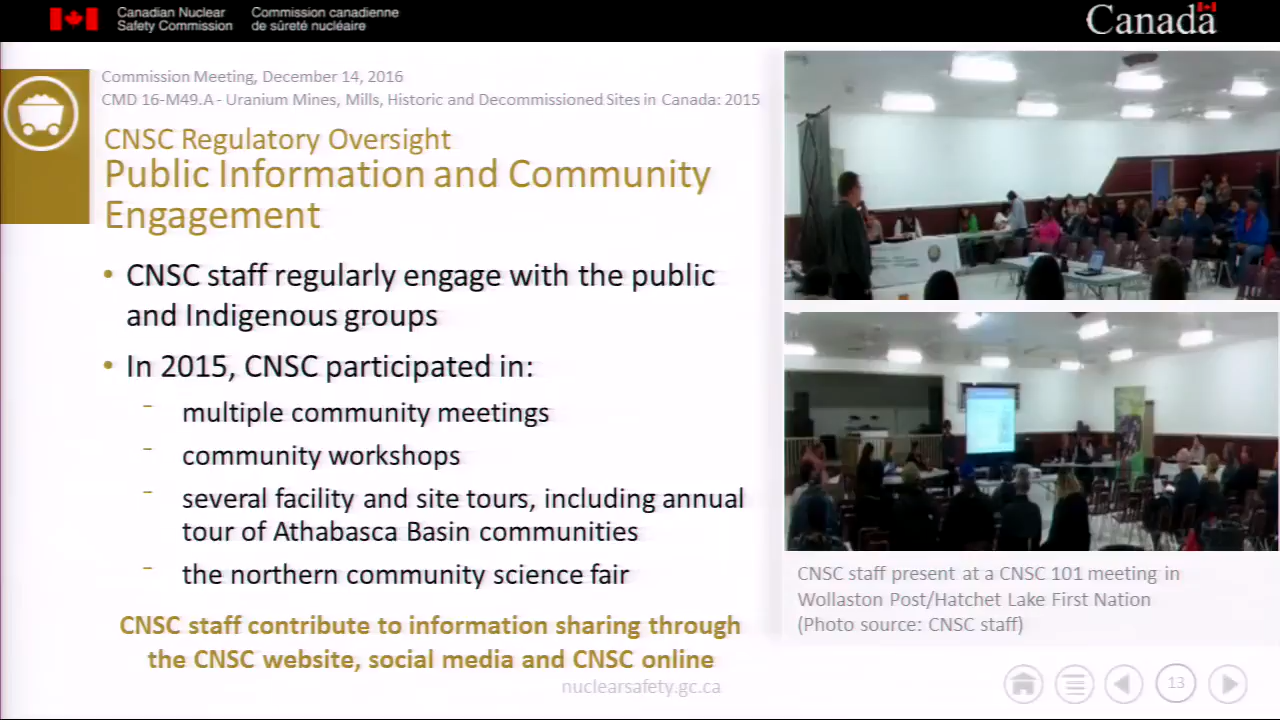 Canadian Nuclear
Safety Commission
Commission canadienne
de sûreté nucléaire
Canada
Commission Meeting, December 14, 2016
CMD 16-M49.A - Uranium Mines, Mills, Historic and Decommissioned Sites in Canada: 2015
CNSC Regulatory Oversight
Public Information and Community
Engagement
• CNSC staff regularly engage with the public
and Indigenous groups
• In 2015, CNSC participated in:
- multiple community meetings
- community workshops
- several facility and site tours, including annual
tour of Athabasca Basin communities
- the northern community science fair
CNSC staff contribute to information sharing through
the CNSC website, social media and CNSC online
CNSC staff present at a CNSC 101 meeting in
Wollaston Post/Hatchet Lake First Nation
(Photo source: CNSC staff)
nuclearsafety.gc.ca
13